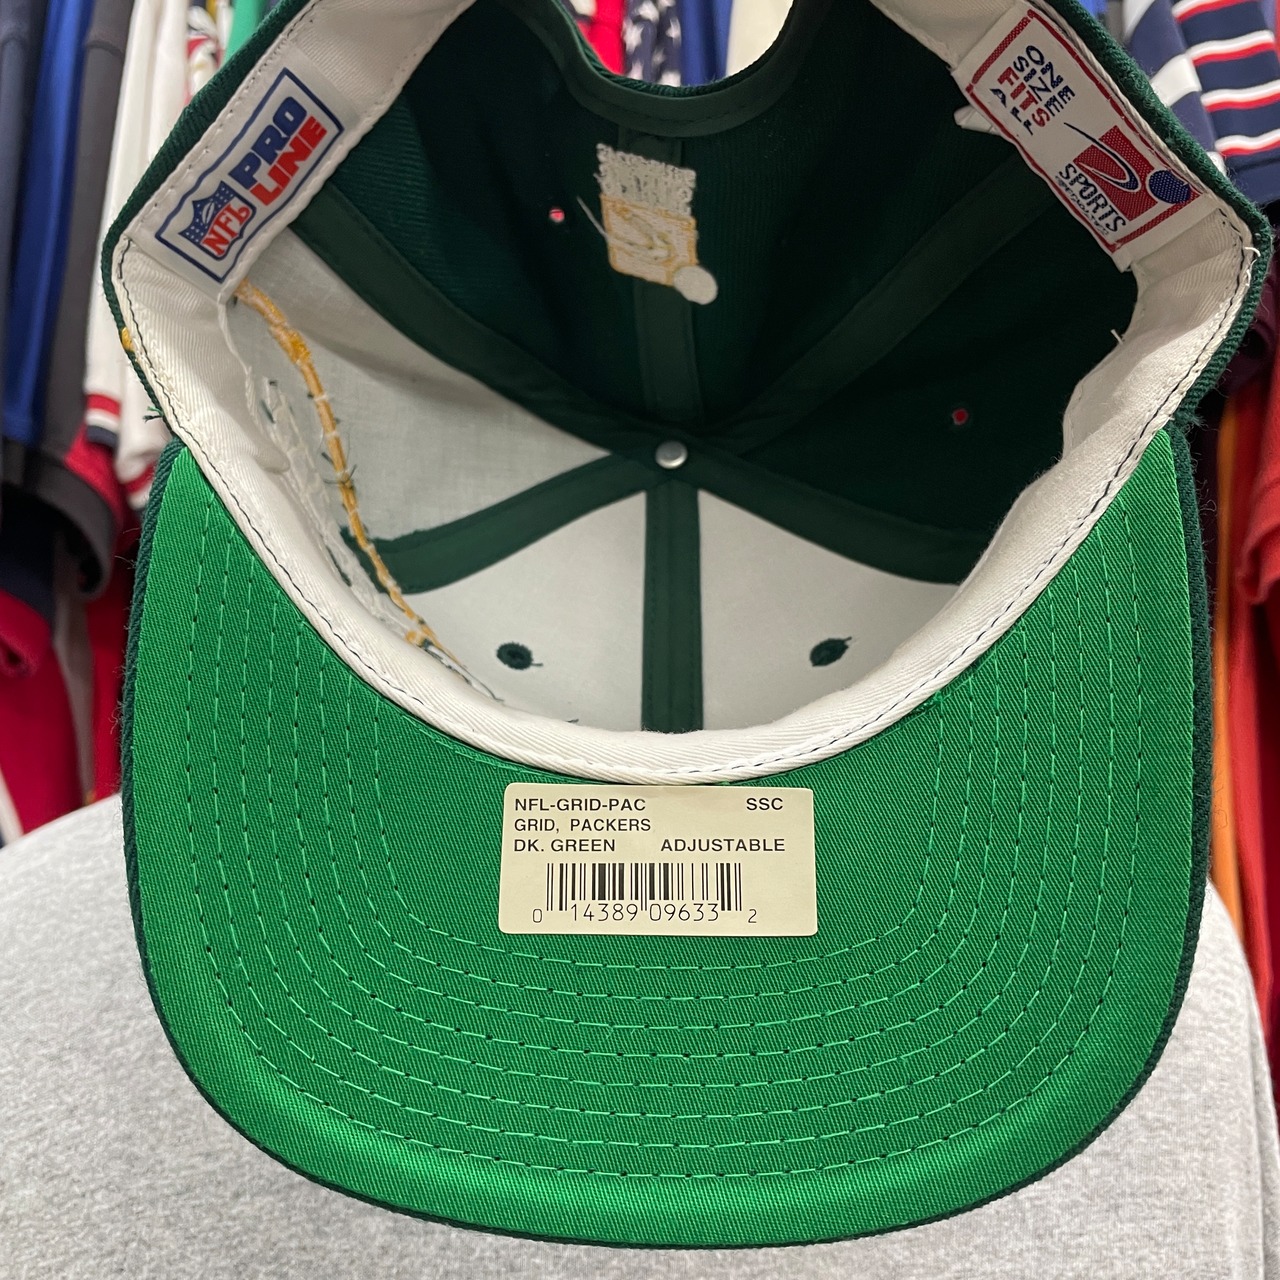 NFL
PRO
LINE
ONE
SIZE
FITS
ALL
SPORTS
SPECIALTIES
NFL-GRID-PAC SSC
GRID, PACKERS
DK. GREEN ADJUSTABLE
0 14389 09633 2